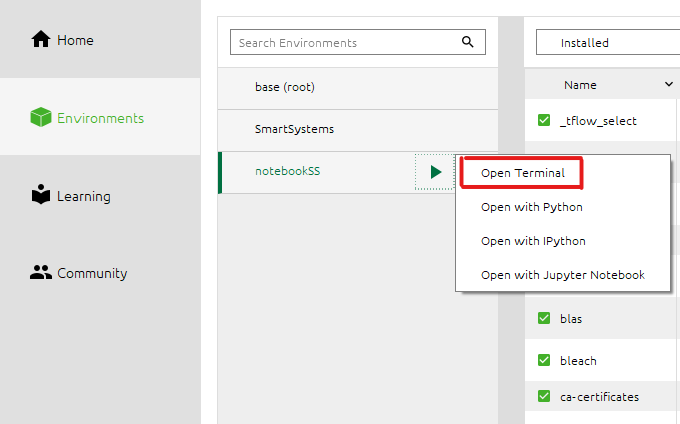 Home
Environments
Learning
Community
Search Environments
base (root)
SmartSystems
notebookSS
Open Terminal
Open with Python
Open with IPython
Open with Jupyter Notebook
Installed
Name
_tflow_select
blas
bleach
ca-certificates